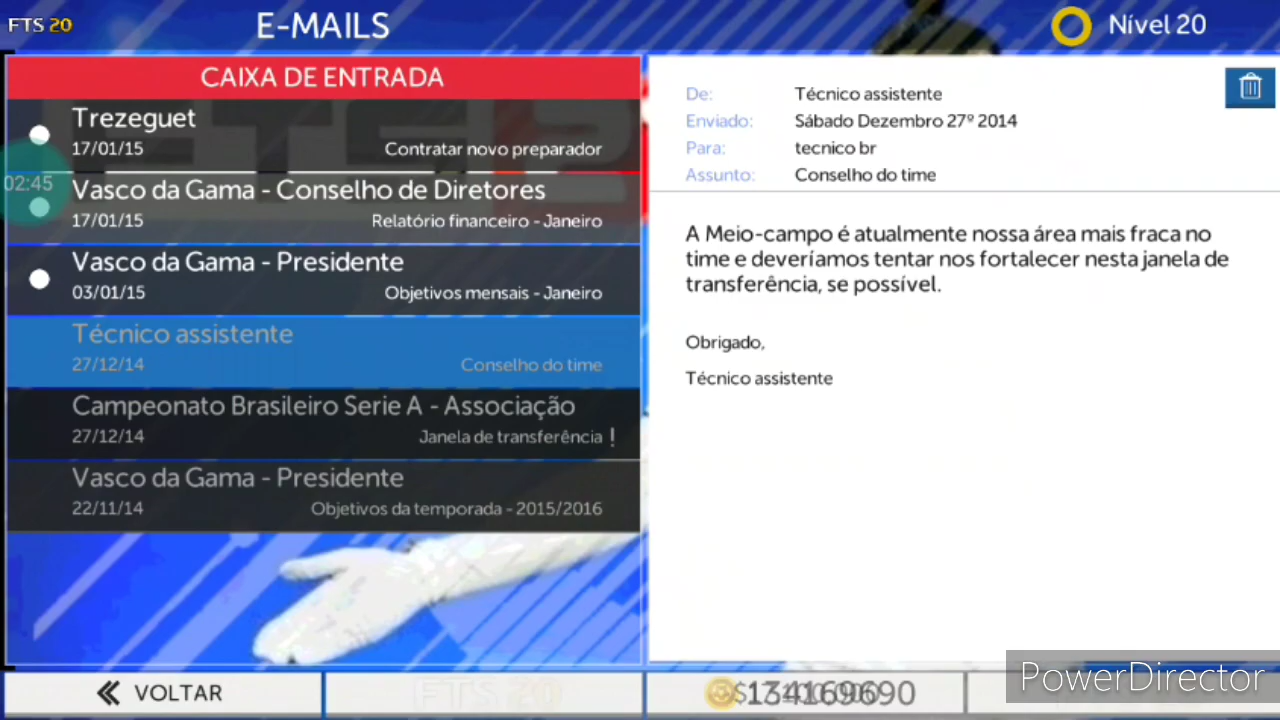 FTS 20
E-MAILS
Nível 20
CAIXA DE ENTRADA
Trezeguet
17/01/15 Contratar novo preparador
02:45
Vasco da Gama - Conselho de Diretores
17/01/15 Relatório financeiro - Janeiro
Vasco da Gama - Presidente
03/01/15 Objetivos mensais - Janeiro
Técnico assistente
27/12/14 Conselho do time
Campeonato Brasileiro Serie A - Associação
27/12/14 Janela de transferência !
Vasco da Gama - Presidente
22/11/14 Objetivos da temporada - 2015/2016
De: Técnico assistente
Enviado: Sábado Dezembro 27º 2014
Para: tecnico br
Assunto: Conselho do time
A Meio-campo é atualmente nossa área mais fraca no
time e deveríamos tentar nos fortalecer nesta janela de
transferência, se possível.
Obrigado,
Técnico assistente
VOLTAR
FTS 20
PowerDirector